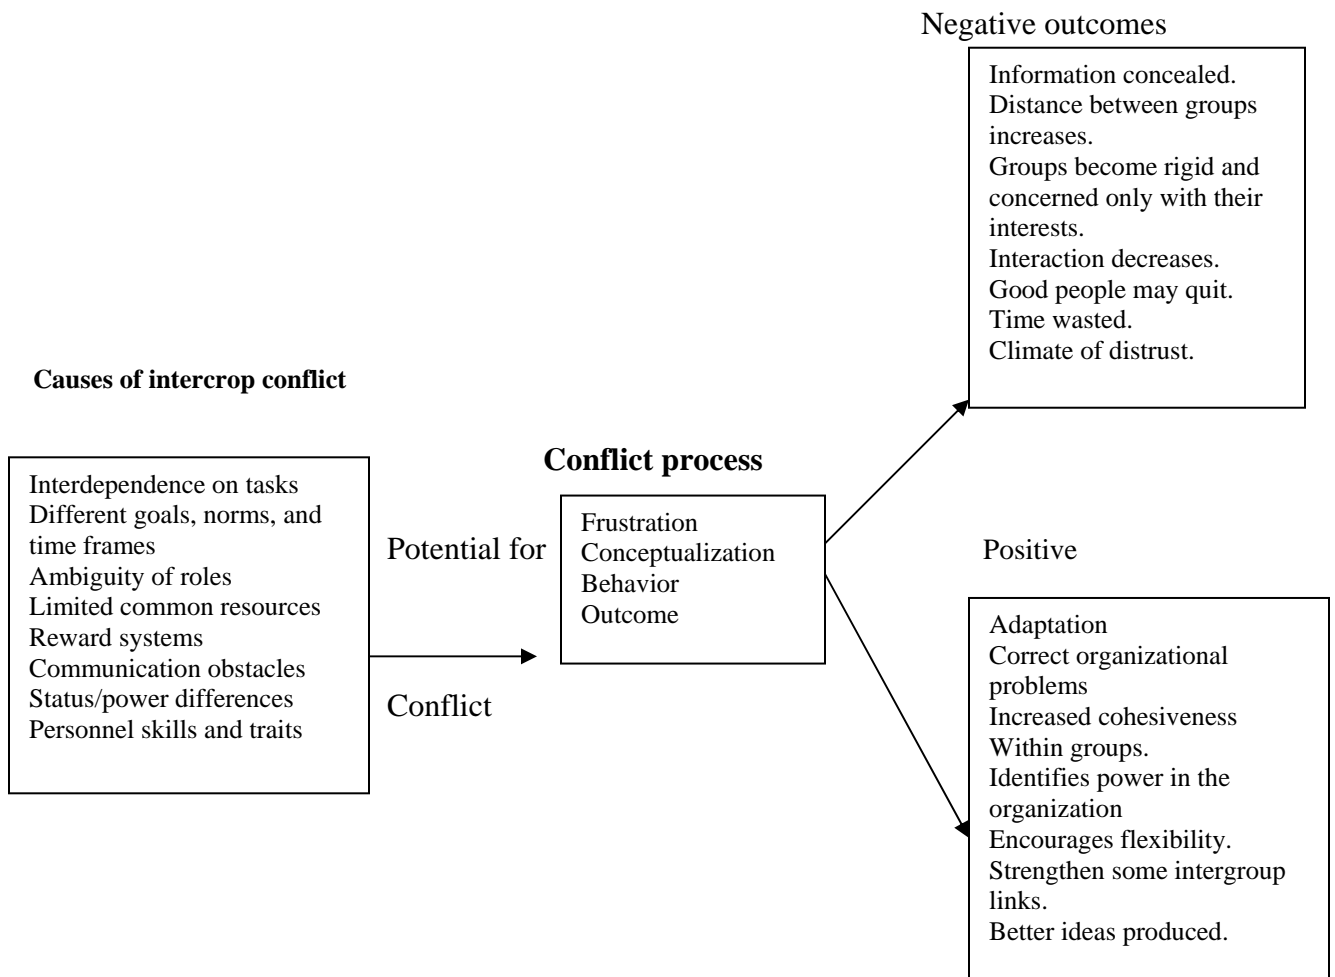 Negative outcomes
Information concealed.
Distance between groups
increases.
Groups become rigid and
concerned only with their
interests.
Interaction decreases.
Good people may quit.
Time wasted.
Climate of distrust.
Causes of intercrop conflict
Interdependence on tasks
Different goals, norms, and
time frames
Ambiguity of roles
Limited common resources
Reward systems
Communication obstacles
Status/power differences
Personnel skills and traits
Potential for
Conflict
Conflict process
Frustration
Conceptualization
Behavior
Outcome
Positive
Adaptation
Correct organizational
problems
Increased cohesiveness
Within groups.
Identifies power in the
organization
Encourages flexibility.
Strengthen some intergroup
links.
Better ideas produced.